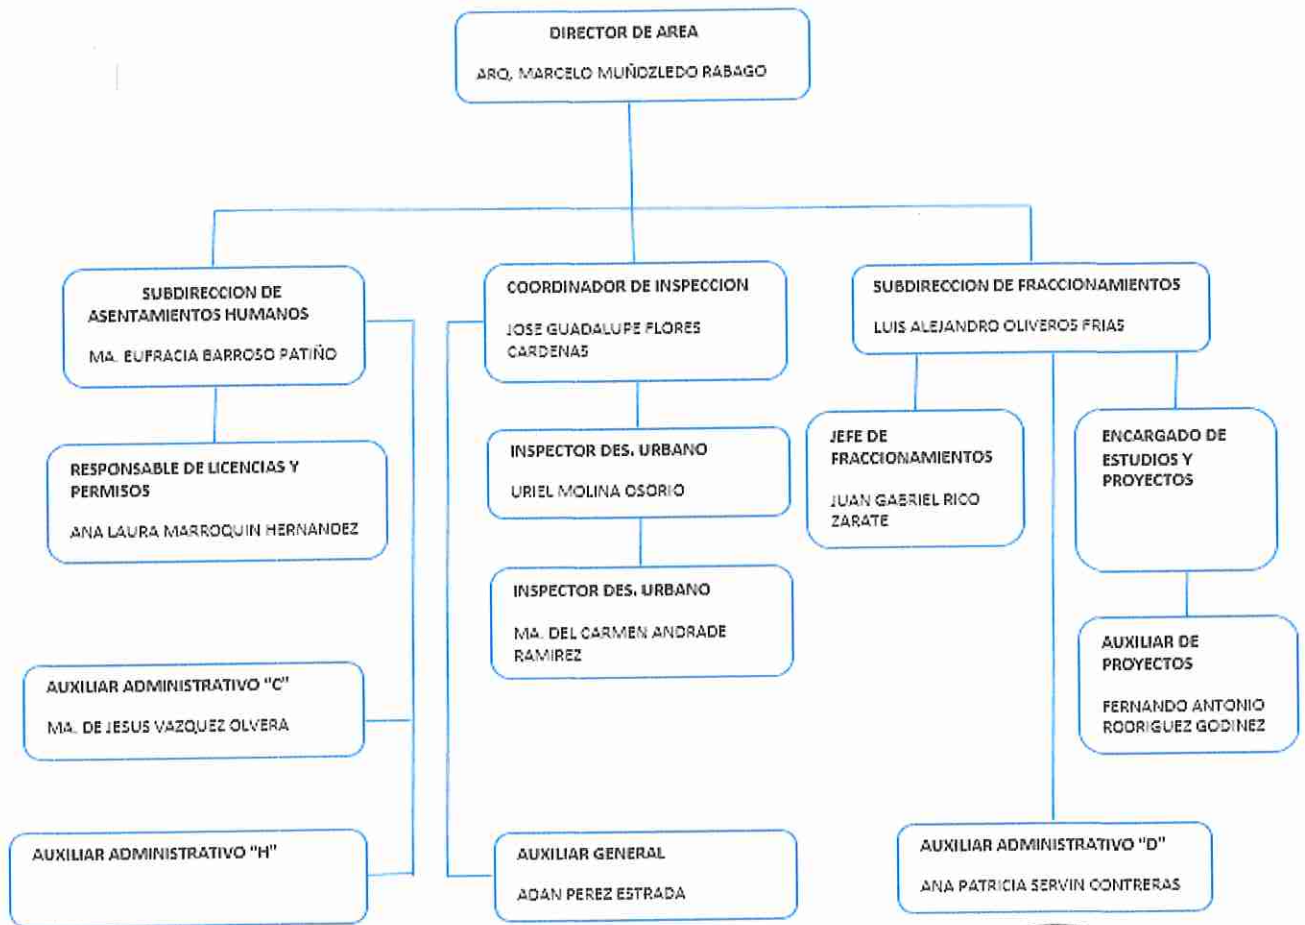 DIRECTOR DE AREA
ARQ. MARCELO MUÑOZLEDO RABAGO
SUBDIRECCION DE
ASENTAMIENTOS HUMANOS
MA. EUFRACIA BARROSO PATIÑO
COORDINADOR DE INSPECCION
JOSE GUADALUPE FLORES
CARDENAS
SUBDIRECCION DE FRACCIONAMIENTOS
LUIS ALEJANDRO OLIVEROS FRIAS
RESPONSABLE DE LICENCIAS Y
PERMISOS
ANA LAURA MARROQUIN HERNANDEZ
INSPECTOR DES. URBANO
URIEL MOLINA OSORIO
JEFE DE
FRACCIONAMIENTOS
JUAN GABRIEL RICO
ZARATE
ENCARGADO DE
ESTUDIOS Y
PROYECTOS
INSPECTOR DES. URBANO
MA. DEL CARMEN ANDRADE
RAMIREZ
AUXILIAR DE
PROYECTOS
FERNANDO ANTONIO
RODRIGUEZ GODINEZ
AUXILIAR ADMINISTRATIVO "C"
MA. DE JESUS VAZQUEZ OLVERA
AUXILIAR ADMINISTRATIVO "H"
AUXILIAR GENERAL
ADAN PEREZ ESTRADA
AUXILIAR ADMINISTRATIVO "D"
ANA PATRICIA SERVIN CONTRERAS